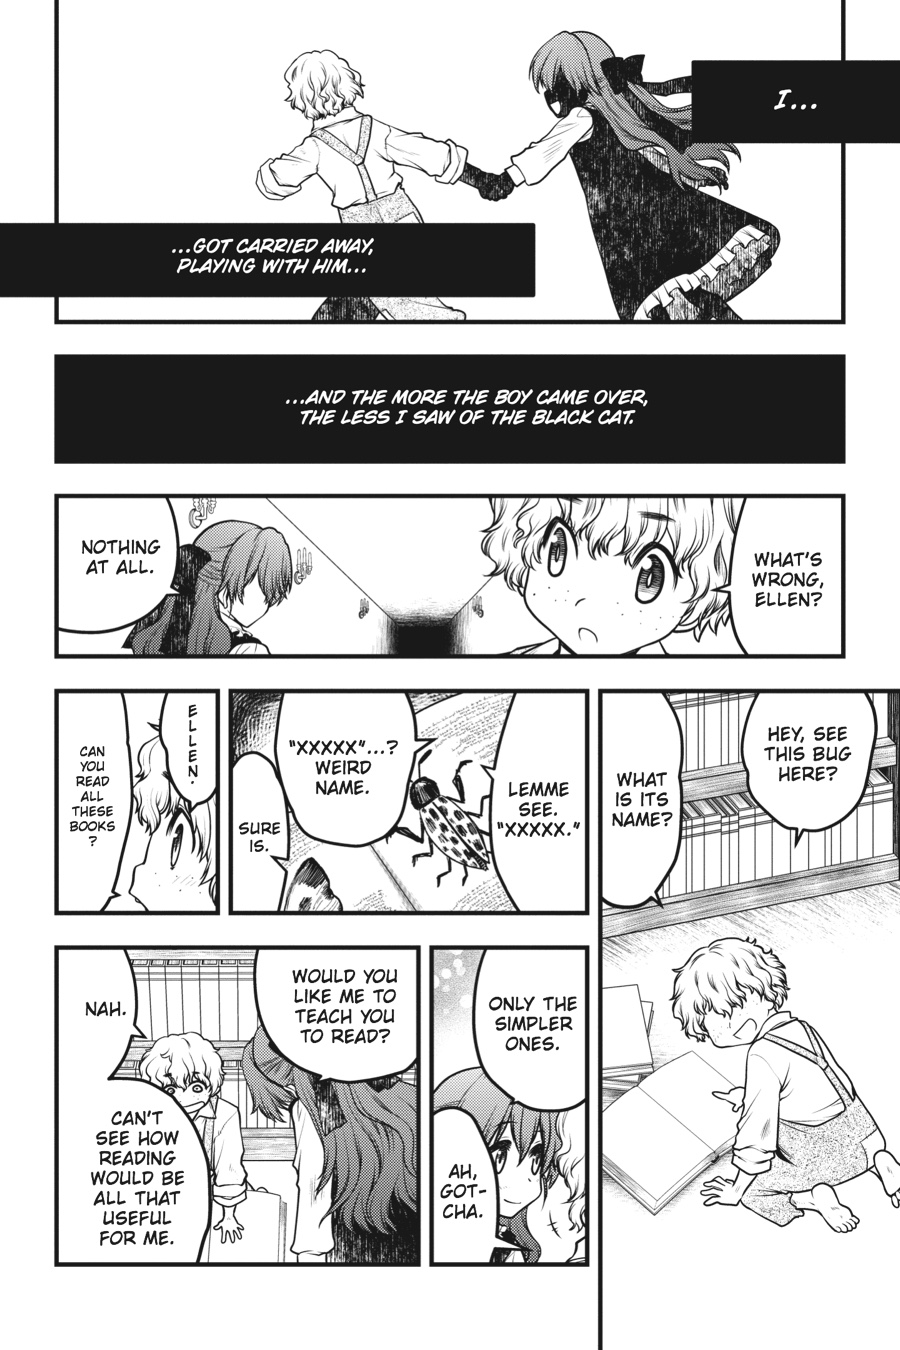 I...
...GOT CARRIED AWAY,
PLAYING WITH HIM...
...AND THE MORE THE BOY CAME OVER,
THE LESS I SAW OF THE BLACK CAT.
WHAT'S
WRONG,
ELLEN?
NOTHING
AT ALL.
HEY, SEE
THIS BUG
HERE?
WHAT
IS ITS
NAME?
LEMME
SEE.
"XXXXX."
"XXXXX"...?
WEIRD
NAME.
SURE
IS.
ELLEN.
CAN
YOU
READ
ALL
THESE
BOOKS
?
ONLY THE
SIMPLER
ONES.
AH,
GOT-
CHA.
WOULD YOU
LIKE ME TO
TEACH YOU
TO READ?
NAH.
CAN'T
SEE HOW
READING
WOULD BE
ALL THAT
USEFUL
FOR ME.